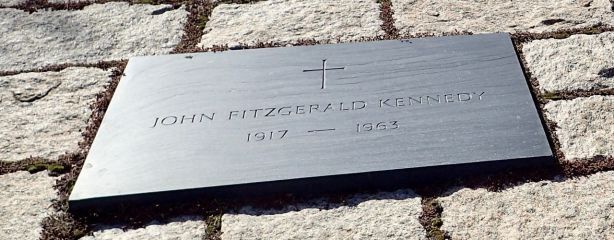 JOHN FITZGERALD KENNEDY
1917 — 1963